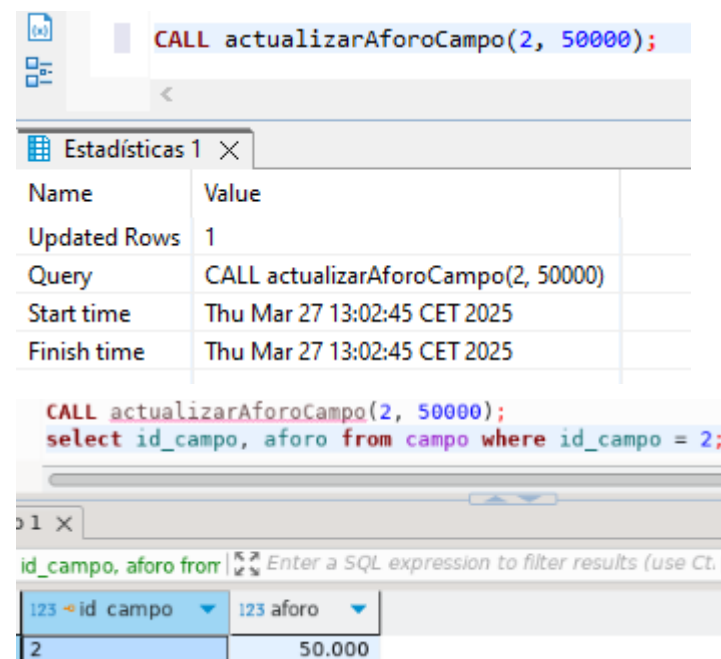 CALL actualizarAforoCampo(2, 50000);
Estadísticas 1
Name Value
Updated Rows 1
Query CALL actualizarAforoCampo(2, 50000)
Start time Thu Mar 27 13:02:45 CET 2025
Finish time Thu Mar 27 13:02:45 CET 2025
CALL actualizarAforoCampo(2, 50000);
select id_campo, aforo from campo where id_campo = 2;
o 1
id_campo, aforo from Enter a SQL expression to filter results (use Ct.
123 id_campo 123 aforo
2 50.000